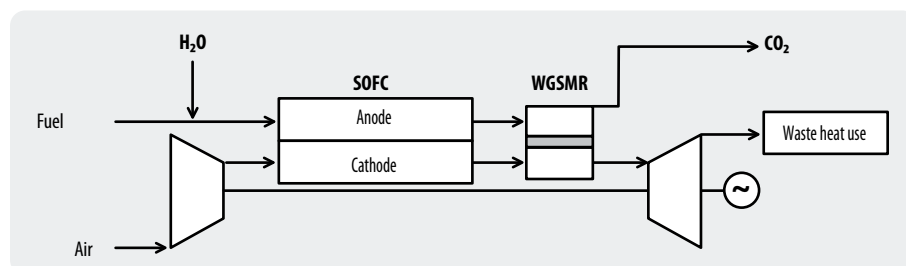 H₂O
CO₂
SOFC
WGSMR
Fuel
Anode
Waste heat use
Cathode
~
Air